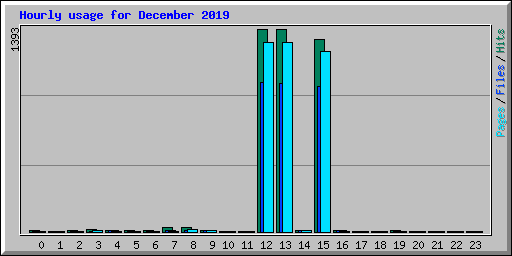 Hourly usage for December 2019
1393
Pages/Files/Hits
0 1 2 3 4 5 6 7 8 9 10 11 12 13 14 15 16 17 18 19 20 21 22 23